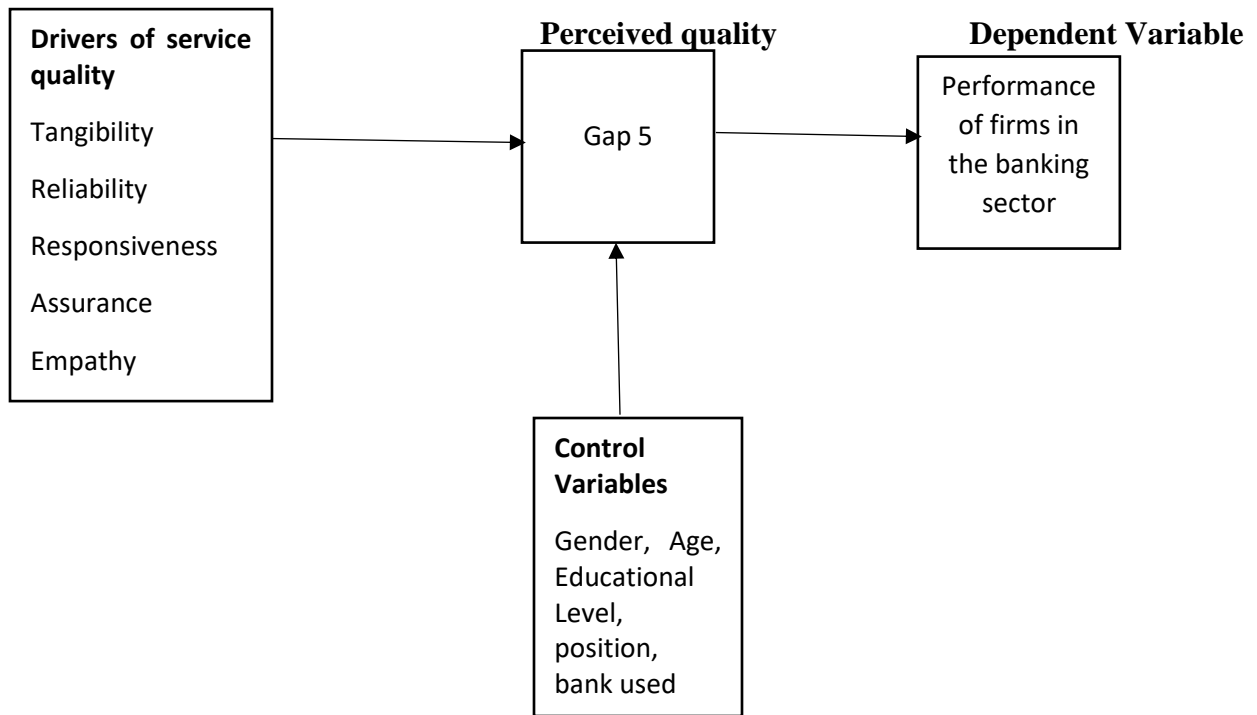 Drivers of service
quality
Tangibility
Reliability
Responsiveness
Assurance
Empathy
Perceived quality
Gap 5
Dependent Variable
Performance
of firms in
the banking
sector
Control
Variables
Gender, Age,
Educational
Level,
position,
bank used